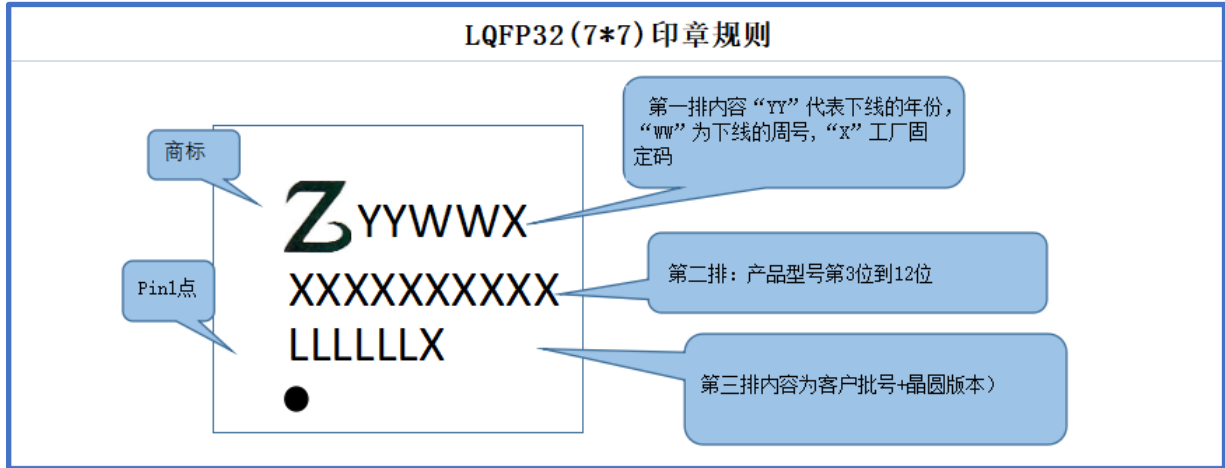 LQFP32(7*7)印章规则
第一排内容“YY”代表下线的年份，
“WW”为下线的周号，“X”工厂固
定码
商标
Z YYWWX
第二排：产品型号第3位到12位
XXXXXXXXXX
Pin1点
LLLLLLX
第三排内容为客户批号+晶圆版本）